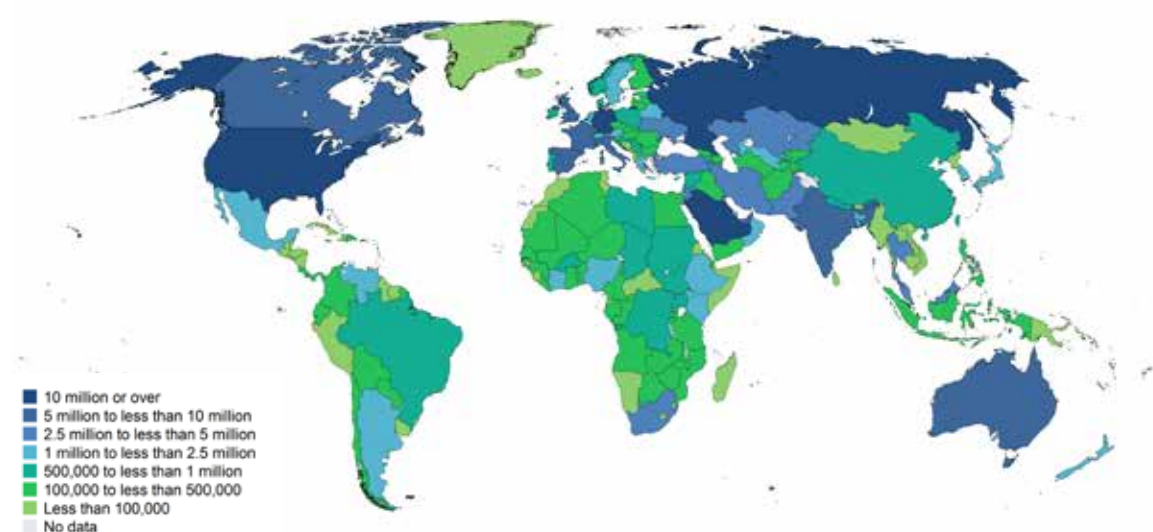 10 million or over
5 million to less than 10 million
2.5 million to less than 5 million
1 million to less than 2.5 million
500,000 to less than 1 million
100,000 to less than 500,000
Less than 100,000
No data